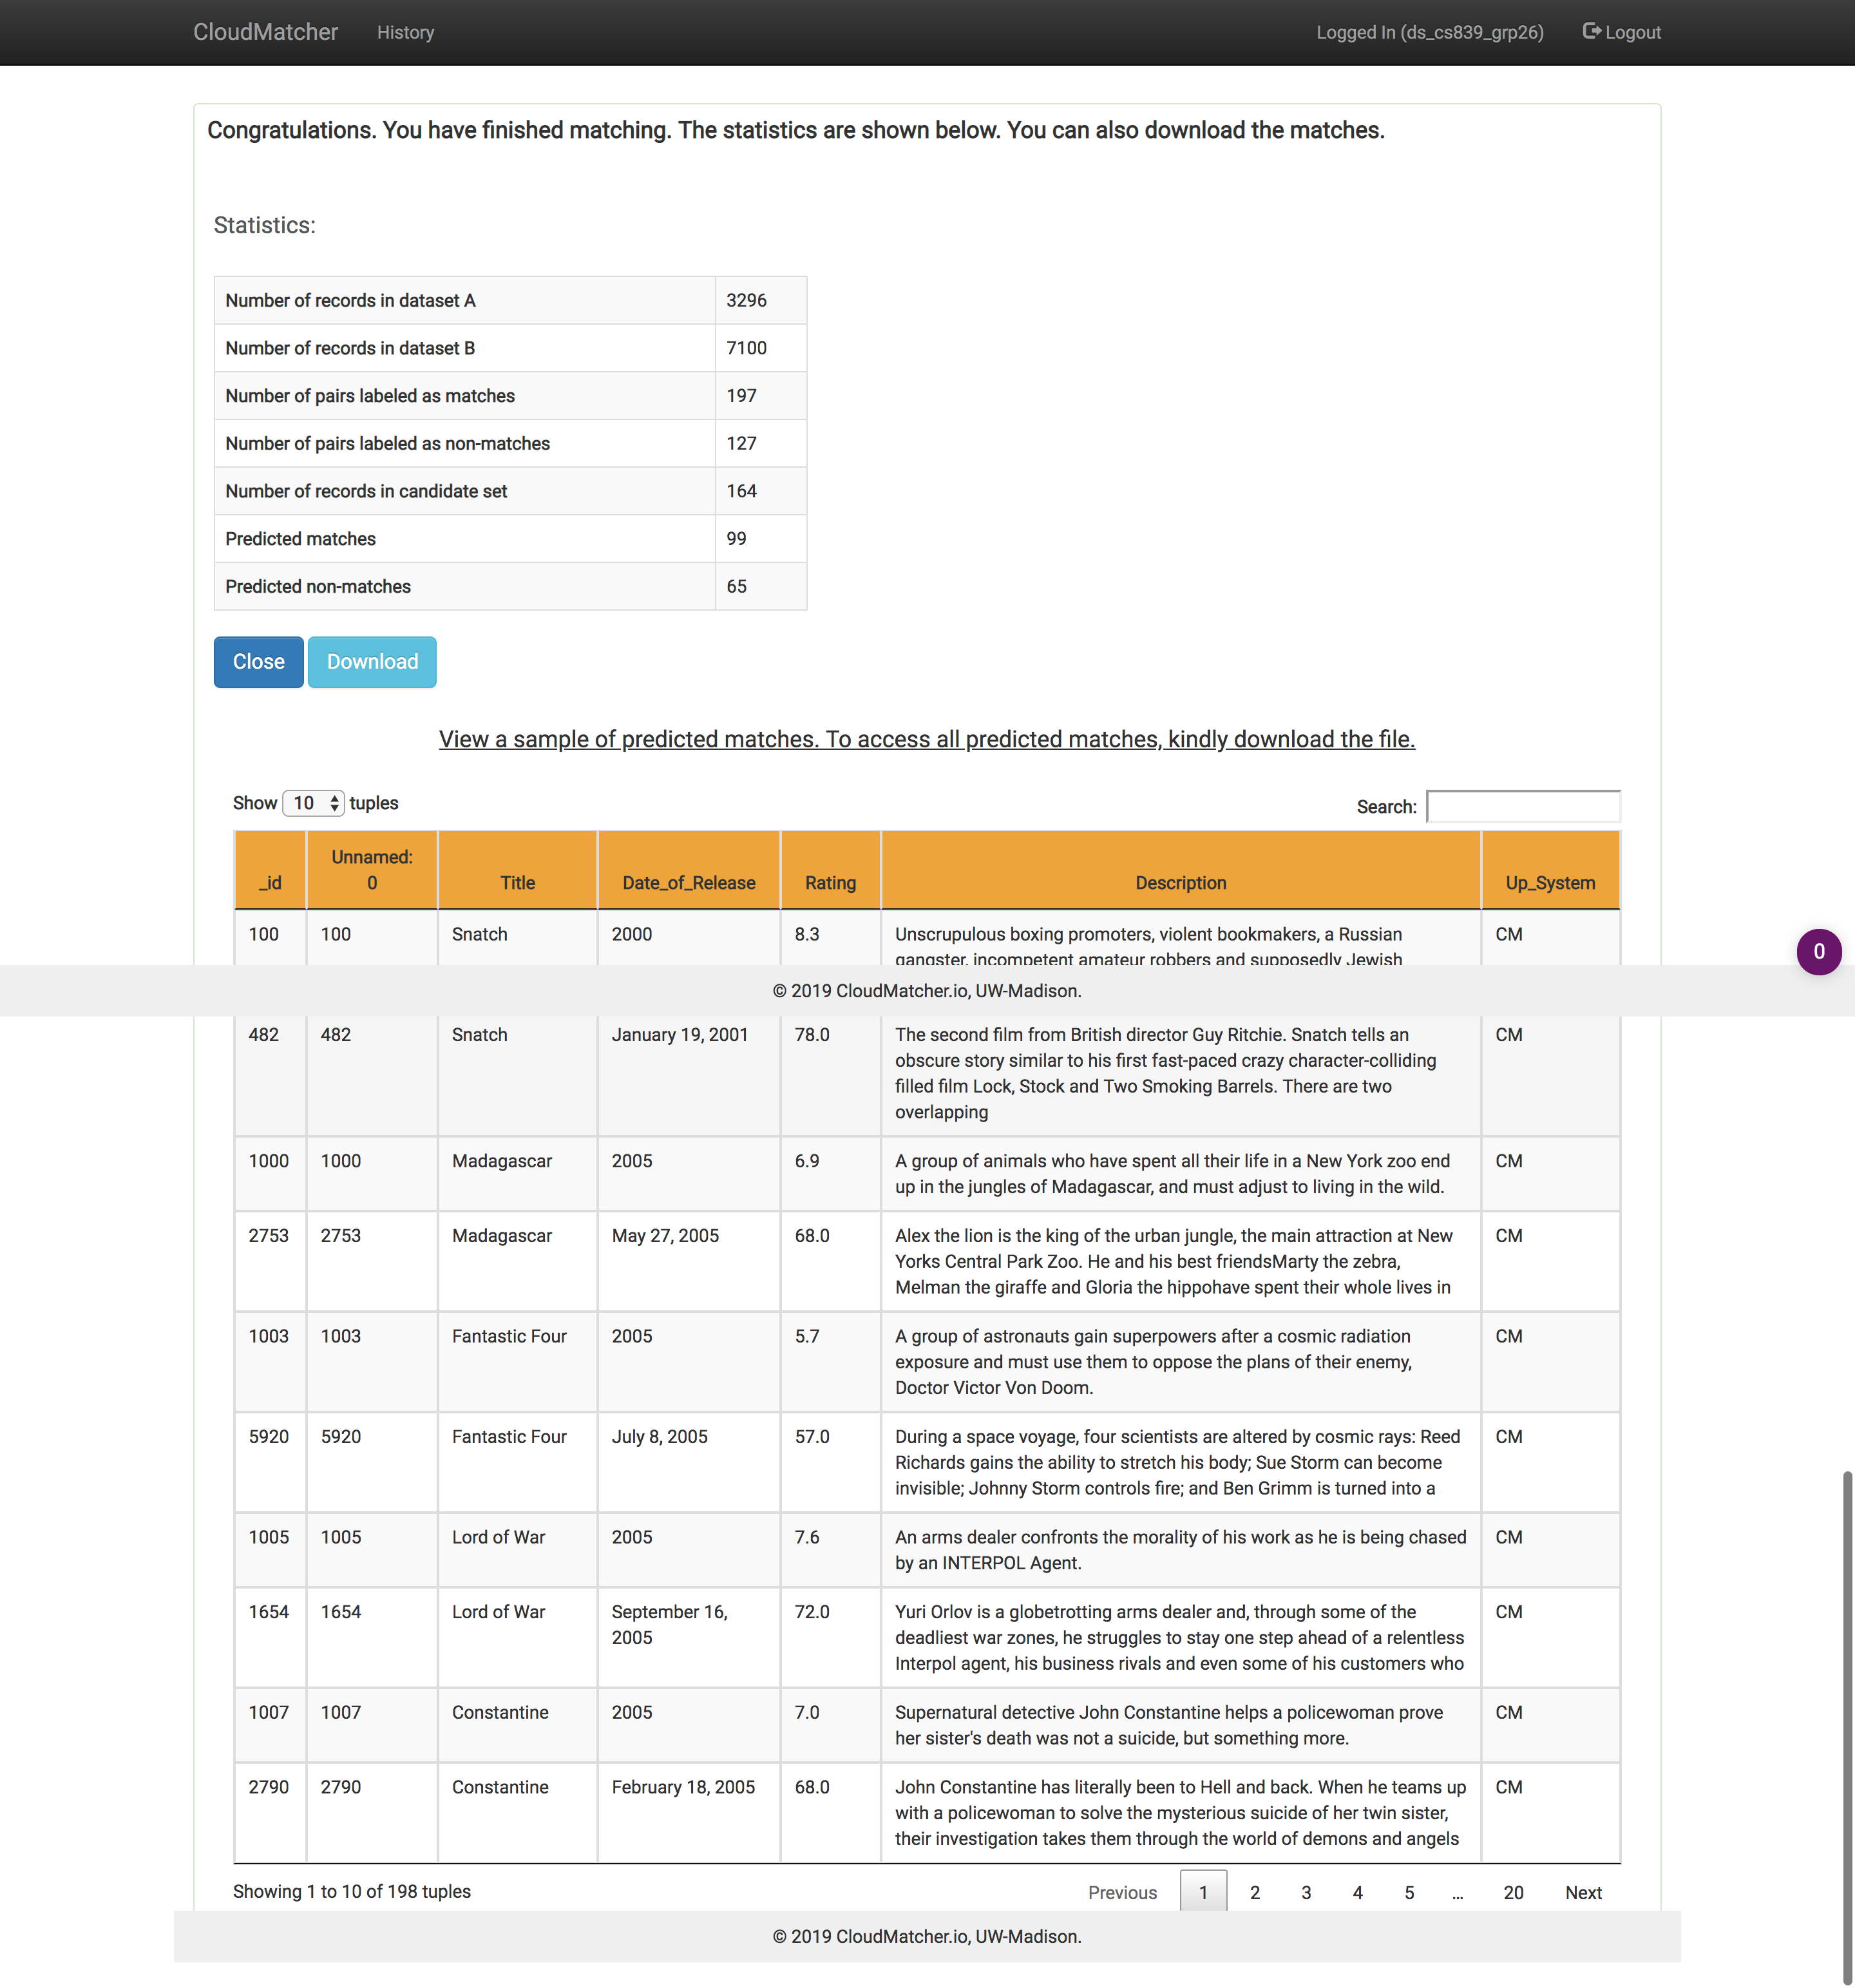 CloudMatcher History Logged In (ds_cs839_grp26) Logout
Congratulations. You have finished matching. The statistics are shown below. You can also download the matches.
Statistics:
Number of records in dataset A 3296
Number of records in dataset B 7100
Number of pairs labeled as matches 197
Number of pairs labeled as non-matches 127
Number of records in candidate set 164
Predicted matches 99
Predicted non-matches 65
Close Download
View a sample of predicted matches. To access all predicted matches, kindly download the file.
Show 10 tuples Search:
Unnamed:
_id 0 Title Date_of_Release Rating Description Up_System
100 100 Snatch 2000 8.3 Unscrupulous boxing promoters, violent bookmakers, a Russian CM
gangster, incompetent amateur robbers and supposedly Jewish
0
© 2019 CloudMatcher.io, UW-Madison.
482 482 Snatch January 19, 2001 78.0 The second film from British director Guy Ritchie. Snatch tells an CM
obscure story similar to his first fast-paced crazy character-colliding
filled film Lock, Stock and Two Smoking Barrels. There are two
overlapping
1000 1000 Madagascar 2005 6.9 A group of animals who have spent all their life in a New York zoo end CM
up in the jungles of Madagascar, and must adjust to living in the wild.
2753 2753 Madagascar May 27, 2005 68.0 Alex the lion is the king of the urban jungle, the main attraction at New CM
Yorks Central Park Zoo. He and his best friendsMarty the zebra,
Melman the giraffe and Gloria the hippohave spent their whole lives in
1003 1003 Fantastic Four 2005 5.7 A group of astronauts gain superpowers after a cosmic radiation CM
exposure and must use them to oppose the plans of their enemy,
Doctor Victor Von Doom.
5920 5920 Fantastic Four July 8, 2005 57.0 During a space voyage, four scientists are altered by cosmic rays: Reed CM
Richards gains the ability to stretch his body; Sue Storm can become
invisible; Johnny Storm controls fire; and Ben Grimm is turned into a
1005 1005 Lord of War 2005 7.6 An arms dealer confronts the morality of his work as he is being chased CM
by an INTERPOL Agent.
1654 1654 Lord of War September 16, 72.0 Yuri Orlov is a globetrotting arms dealer and, through some of the CM
2005 deadliest war zones, he struggles to stay one step ahead of a relentless
Interpol agent, his business rivals and even some of his customers who
1007 1007 Constantine 2005 7.0 Supernatural detective John Constantine helps a policewoman prove CM
her sister's death was not a suicide, but something more.
2790 2790 Constantine February 18, 2005 68.0 John Constantine has literally been to Hell and back. When he teams up CM
with a policewoman to solve the mysterious suicide of her twin sister,
their investigation takes them through the world of demons and angels
Showing 1 to 10 of 198 tuples Previous 1 2 3 4 5 ... 20 Next
© 2019 CloudMatcher.io, UW-Madison.